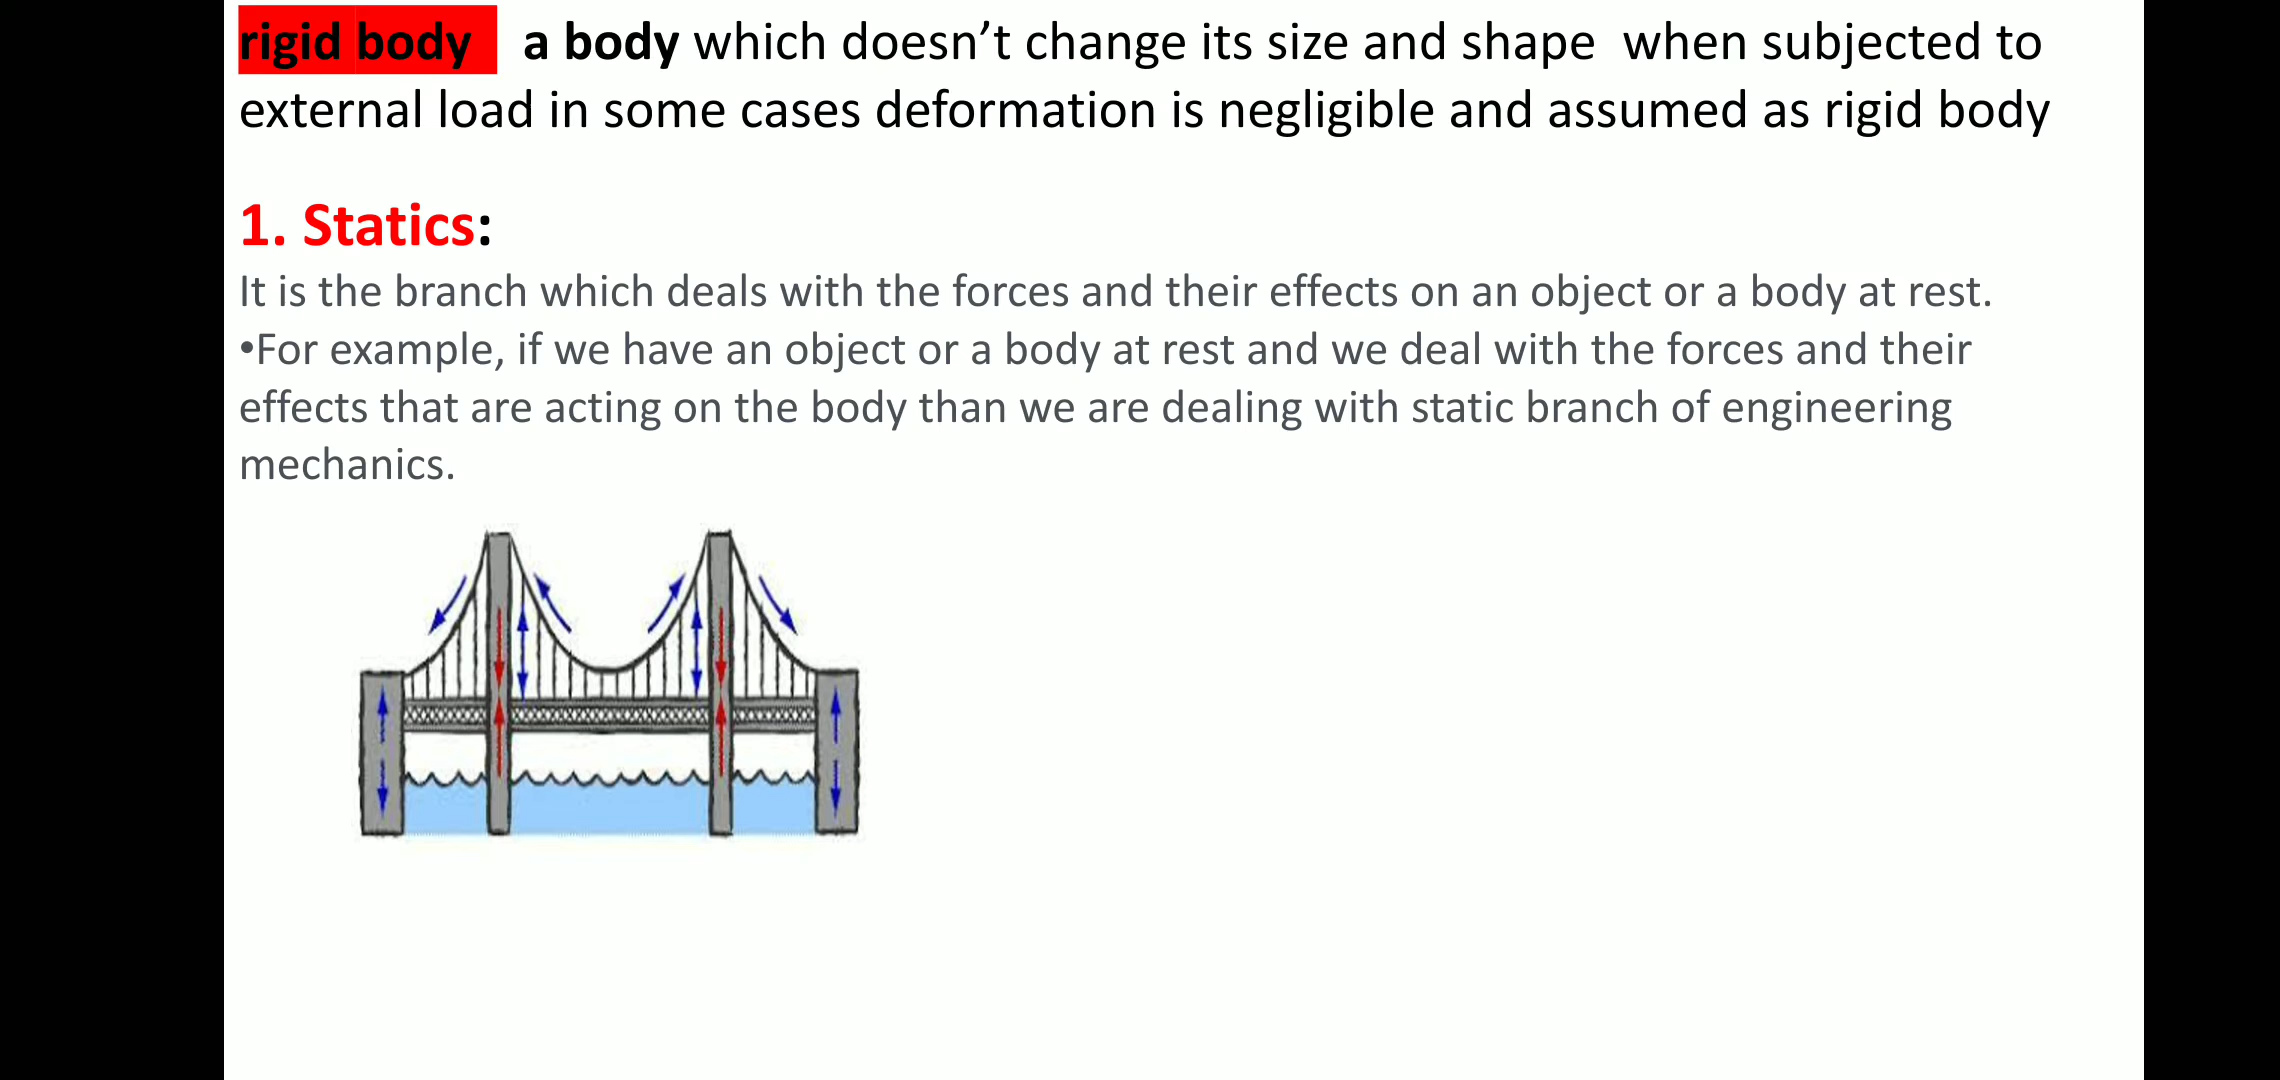 rigid body a body which doesn’t change its size and shape when subjected to
external load in some cases deformation is negligible and assumed as rigid body
1. Statics:
It is the branch which deals with the forces and their effects on an object or a body at rest.
•For example, if we have an object or a body at rest and we deal with the forces and their
effects that are acting on the body than we are dealing with static branch of engineering
mechanics.